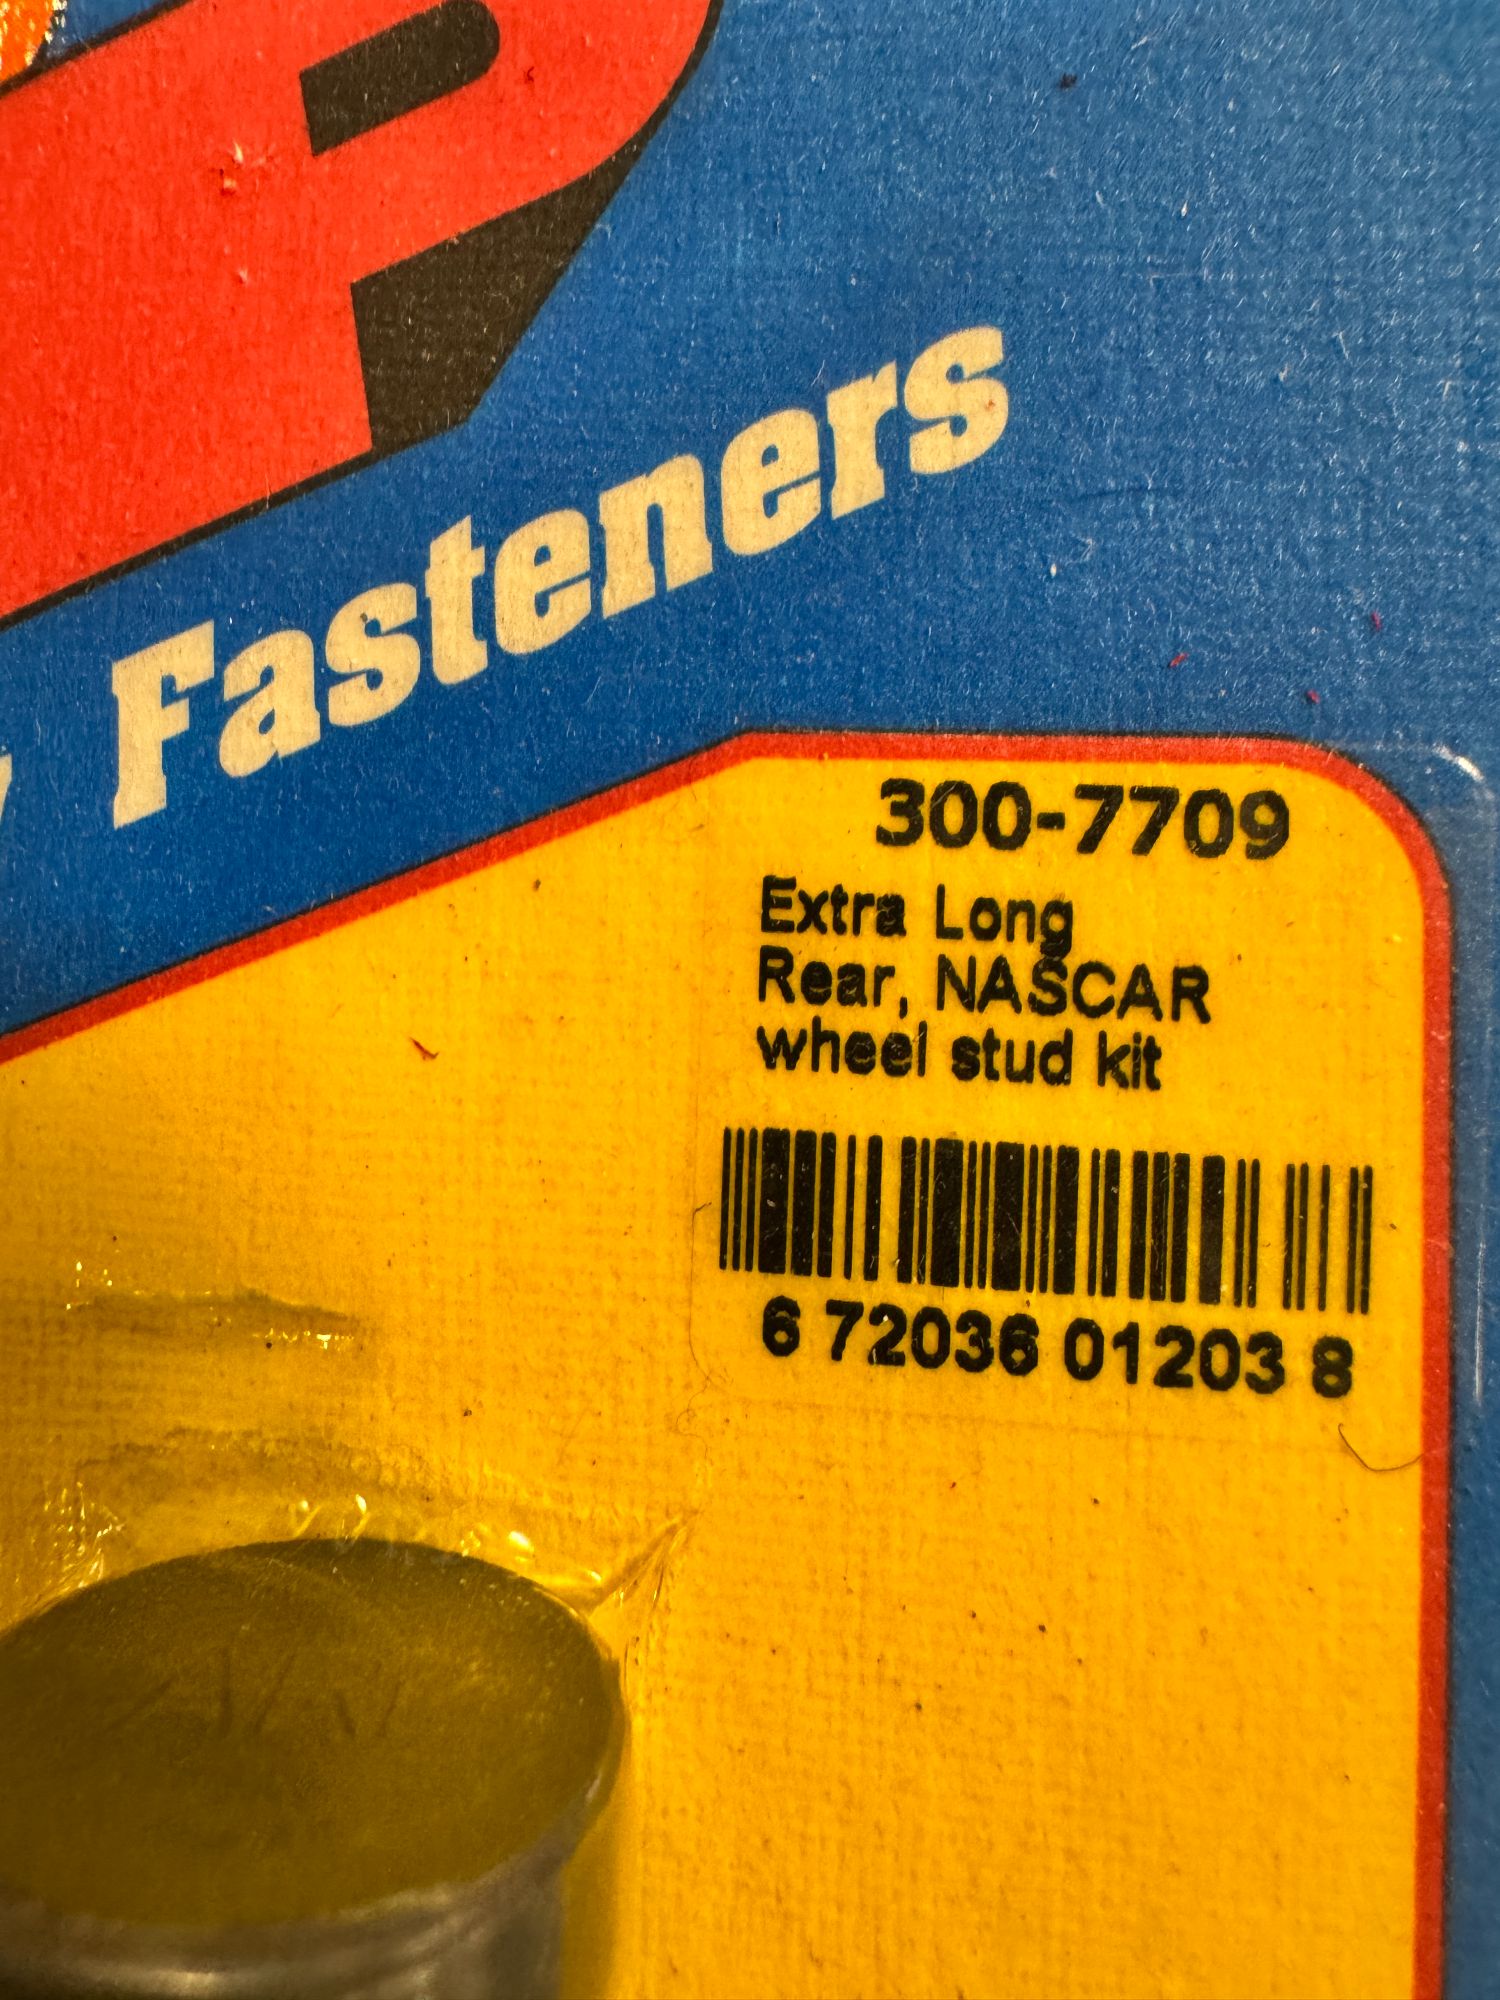 P
Fasteners
300-7709
Extra Long
Rear, NASCAR
wheel stud kit
6 72036 01203 8